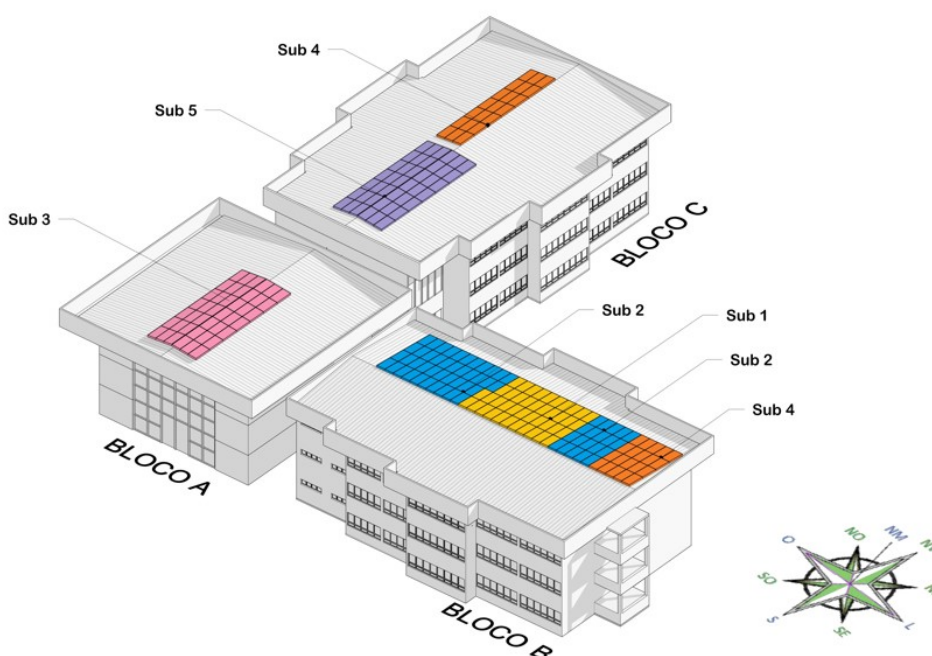 Sub 4
Sub 5
Sub 3
BLOCO C
Sub 2
Sub 1
Sub 2
Sub 4
BLOCO A
BLOCO B
NO
NM
O
SO
S
SE
L